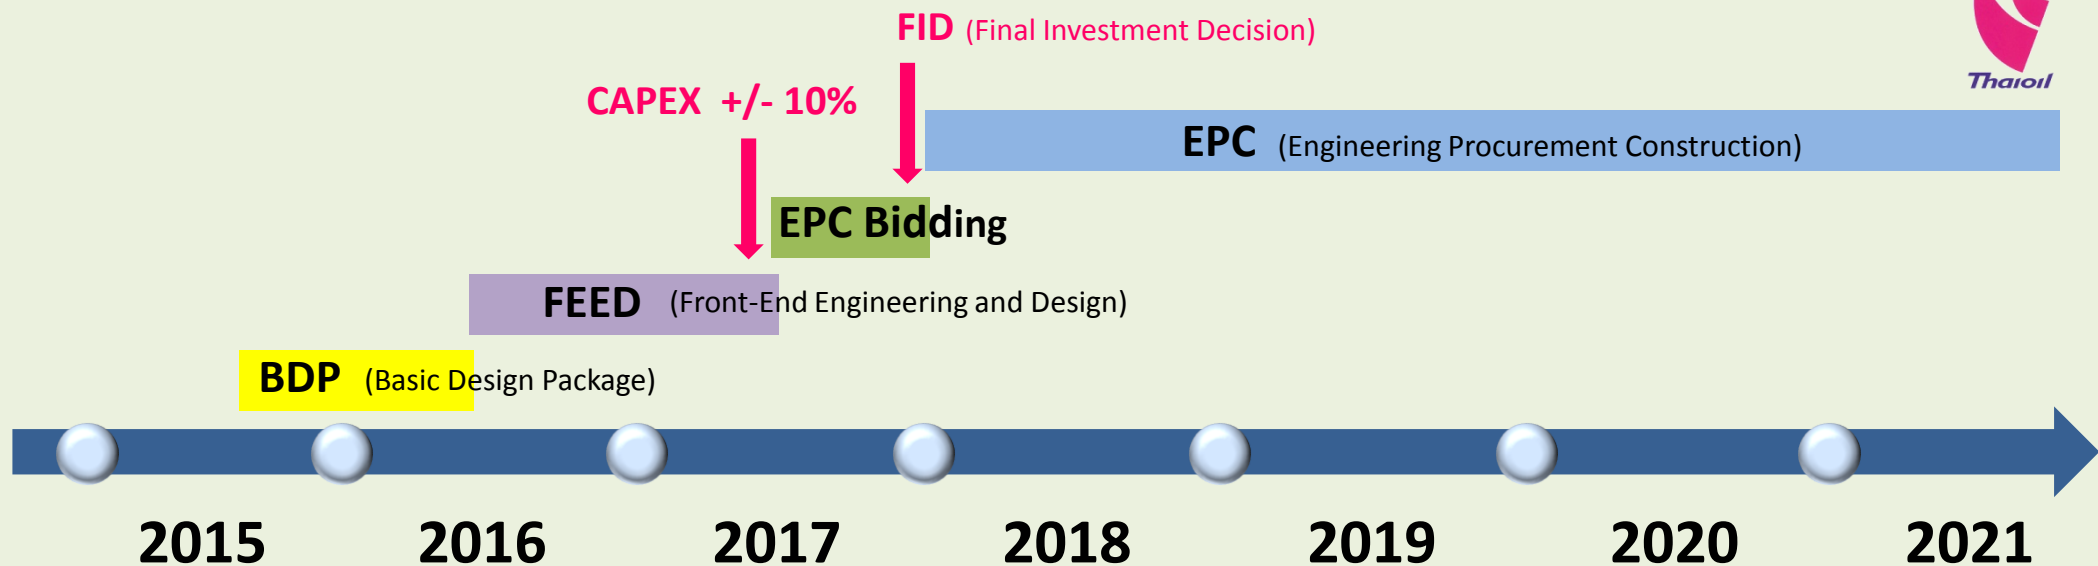 FID (Final Investment Decision)
Thaioil
CAPEX +/- 10%
EPC (Engineering Procurement Construction)
EPC Bidding
FEED (Front-End Engineering and Design)
BDP (Basic Design Package)
2015 2016 2017 2018 2019 2020 2021